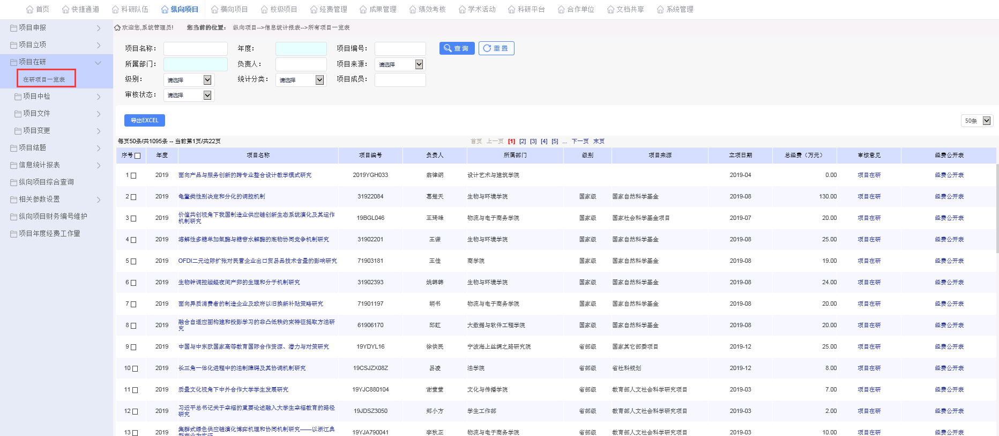 首页 快捷通道 科研队伍 纵向项目 横向项目 校级项目 经费管理 成果管理 绩效考核 学术活动 科研平台 合作单位 文档共享 系统管理
欢迎您,系统管理员! 您当前的位置: 纵向项目-->信息统计报表-->所有项目一览表
项目申报
项目立项
项目在研
在研项目一览表
项目中检
项目文件
项目变更
项目结题
信息统计报表
纵向项目综合查询
相关参数设置
纵向项目财务编号维护
项目年度经费工作量
项目名称: 年度: 项目编号: 查询 重置
所属部门: 负责人: 项目来源: 请选择
级别: 请选择 统计分类: 请选择 项目成员:
审核状态: 请选择
导出EXCEL 50条
每页50条/共1095条 -- 当前第1页/共22页 首页 上一页 [1] [2] [3] [4] [5] ... 下一页 末页
序号 年度 项目名称 项目编号 负责人 所属部门 级别 项目来源 立项日期 总经费(万元) 审核意见 经费公开表
1 2019 面向产品与服务创新的跨专业整合设计教学模式研究 2019YGH033 翁律纲 设计艺术与建筑学院 2019-04 0.00 项目在研 经费公开表
2 2019 龟鳖类性别决定和分化的调控机制 31922084 葛楚天 生物与环境学院 国家级 国家自然科学基金 2019-08 130.00 项目在研 经费公开表
3 2019 价值共创视角下我国制造业供应链创新生态系统演化及其运作
机制研究 19BGL046 王琦峰 物流与电子商务学院 国家级 国家社会科学基金项目 2019-07 20.00 项目在研 经费公开表
4 2019 溶解性多糖单加氧酶与糖苷水解酶的底物协同竞争机制研究 31902201 王谦 生物与环境学院 国家级 国家自然科学基金 2019-08 25.00 项目在研 经费公开表
5 2019 OFDI二元边际扩张对民营企业出口贸易品技术含量的影响研究 71903181 王佳 商学院 国家级 国家自然科学基金 2019-08 19.00 项目在研 经费公开表
6 2019 生物钟调控缢蛏夜间产卵的生理和分子机制研究 31902393 姚韩韩 生物与环境学院 国家级 国家自然科学基金 2019-08 24.00 项目在研 经费公开表
7 2019 面向异质消费者的制造企业及政府以旧换新补贴策略研究 71901197 胡书 物流与电子商务学院 国家级 国家自然科学基金 2019-08 20.00 项目在研 经费公开表
8 2019 融合自适应图构建和投影学习的非凸低秩约束特征提取方法研
究 61906170 邱虹 大数据与软件工程学院 国家级 国家自然科学基金 2019-08 20.00 项目在研 经费公开表
9 2019 中国与中东欧国家高等教育国际合作资源、潜力与对策研究 19YDYL16 徐侠民 宁波海上丝绸之路研究院 省部级 国家其它部委项目 2019-12 25.00 项目在研 经费公开表
10 2019 长三角一体化进程中的法制障碍及其协调机制研究 19CSJZX08Z 易凌 法学院 省部级 省社科规划 2019-12 8.00 项目在研 经费公开表
11 2019 质量文化视角下中外合作大学学生发展研究 19YJC880104 谢莹莹 文化与传播学院 省部级 教育部人文社会科学研究项目 2019-03 7.00 项目在研 经费公开表
12 2019 习近平总书记关于幸福的重要论述融入大学生幸福教育的路径
研究 19JDSZ3050 郑小方 学生工作部 省部级 教育部人文社会科学研究项目 2019-03 2.00 项目在研 经费公开表
13 2019 集群式绿色供应链演化博弈机理和协同机制研究——以浙江典
型产业为实证 19YJA790041 李秋正 物流与电子商务学院 省部级 教育部人文社会科学研究项目 2019-03 10.00 项目在研 经费公开表